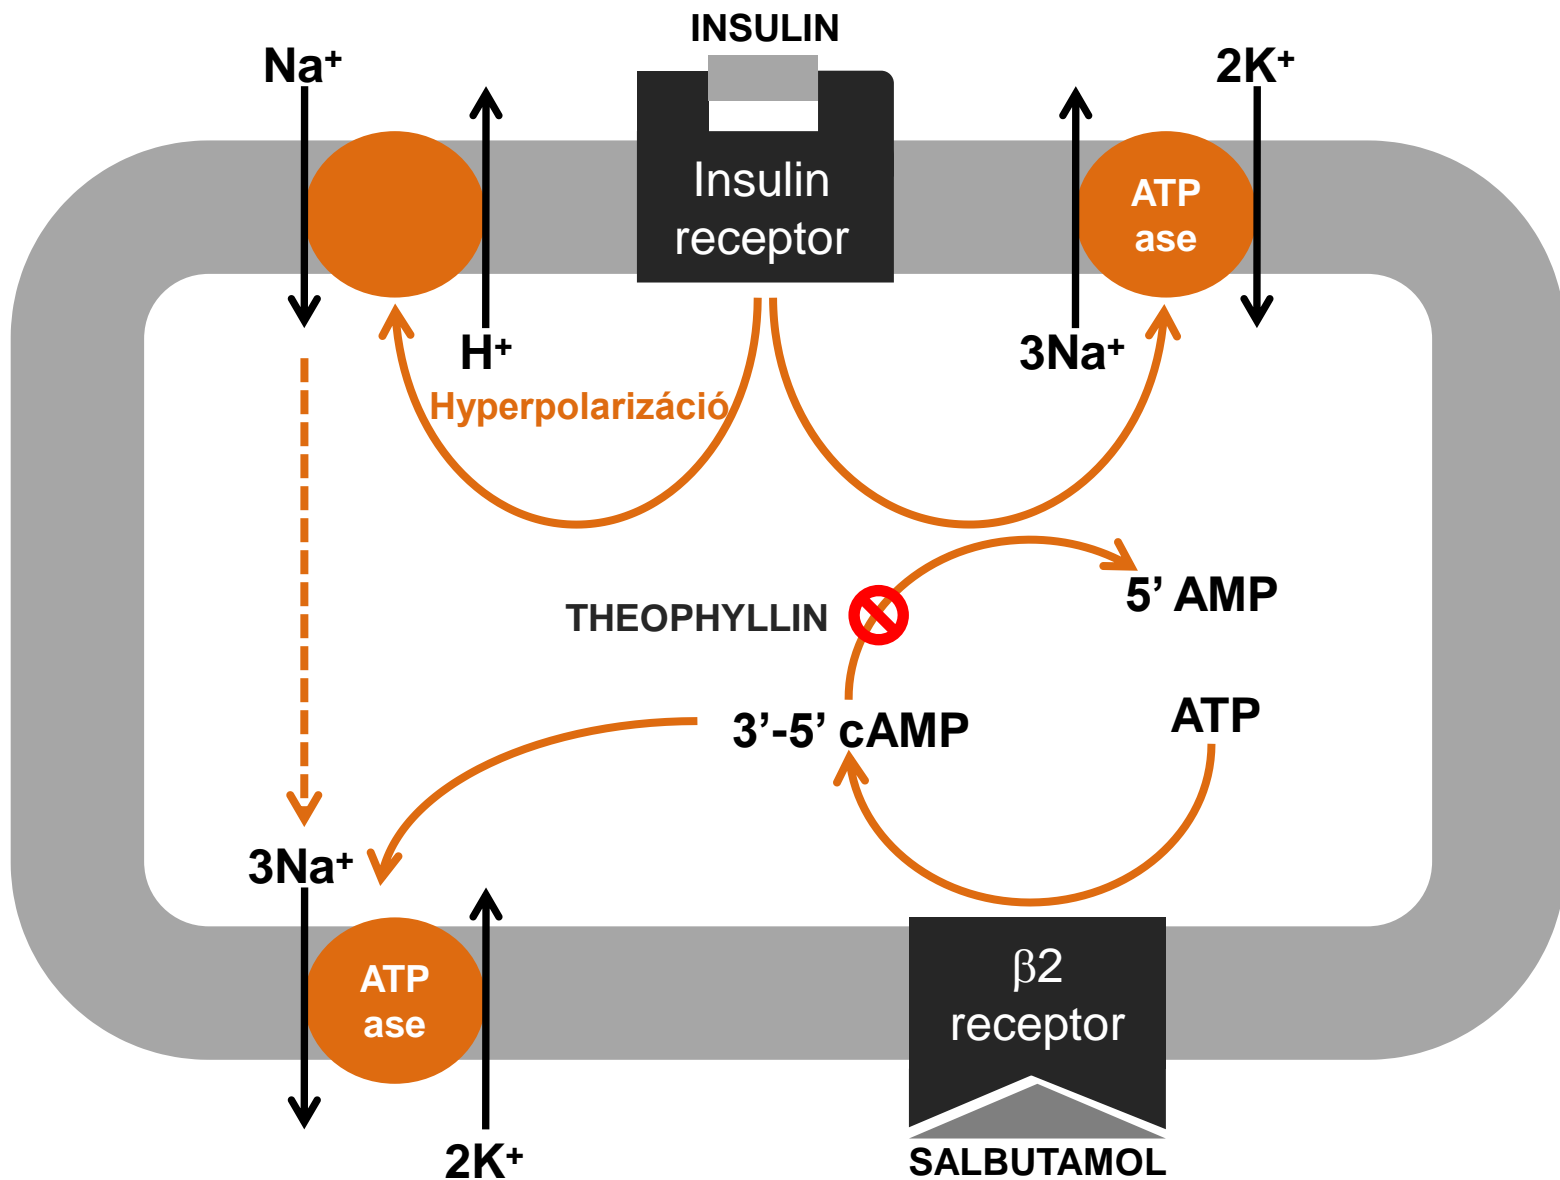 INSULIN
Na⁺
2K⁺
Insulin
receptor
ATP
ase
H⁺
3Na⁺
Hyperpolarizáció
5’ AMP
THEOPHYLLIN
3’-5’ cAMP
ATP
3Na⁺
ATP
ase
β2
receptor
2K⁺
SALBUTAMOL